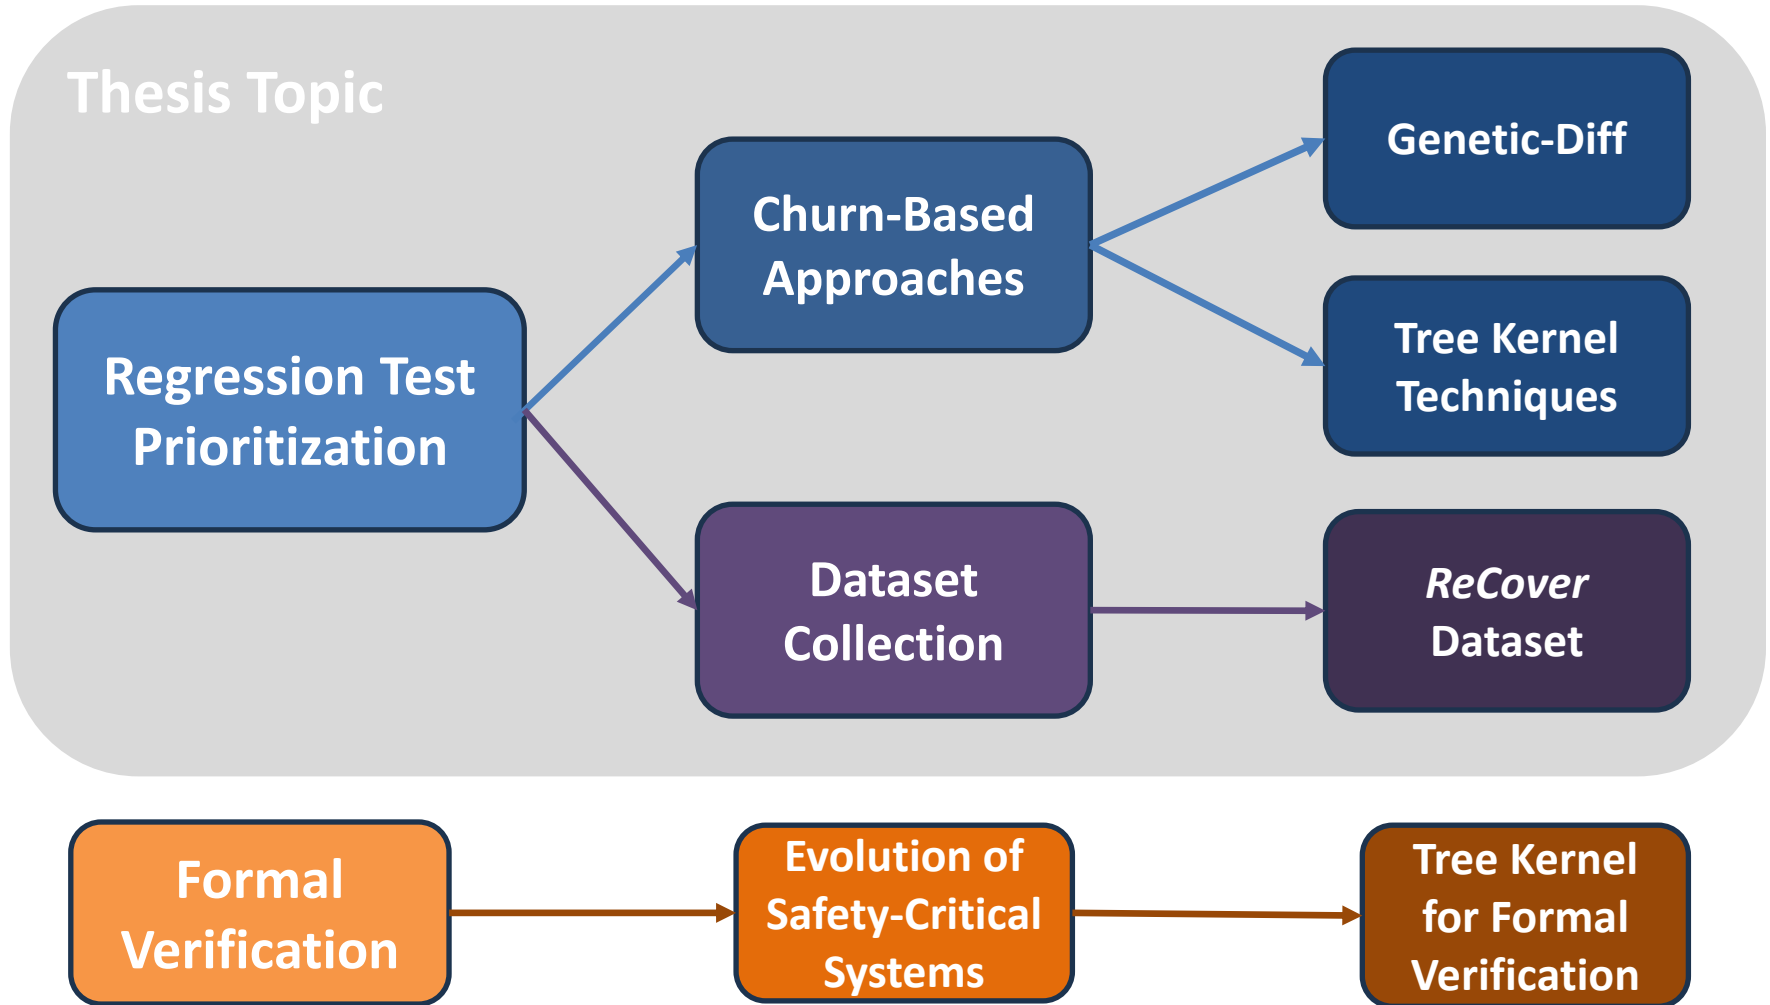 Thesis Topic
Regression Test
Prioritization
Churn-Based
Approaches
Genetic-Diff
Tree Kernel
Techniques
Dataset
Collection
ReCover
Dataset
Formal
Verification
Evolution of
Safety-Critical
Systems
Tree Kernel
for Formal
Verification